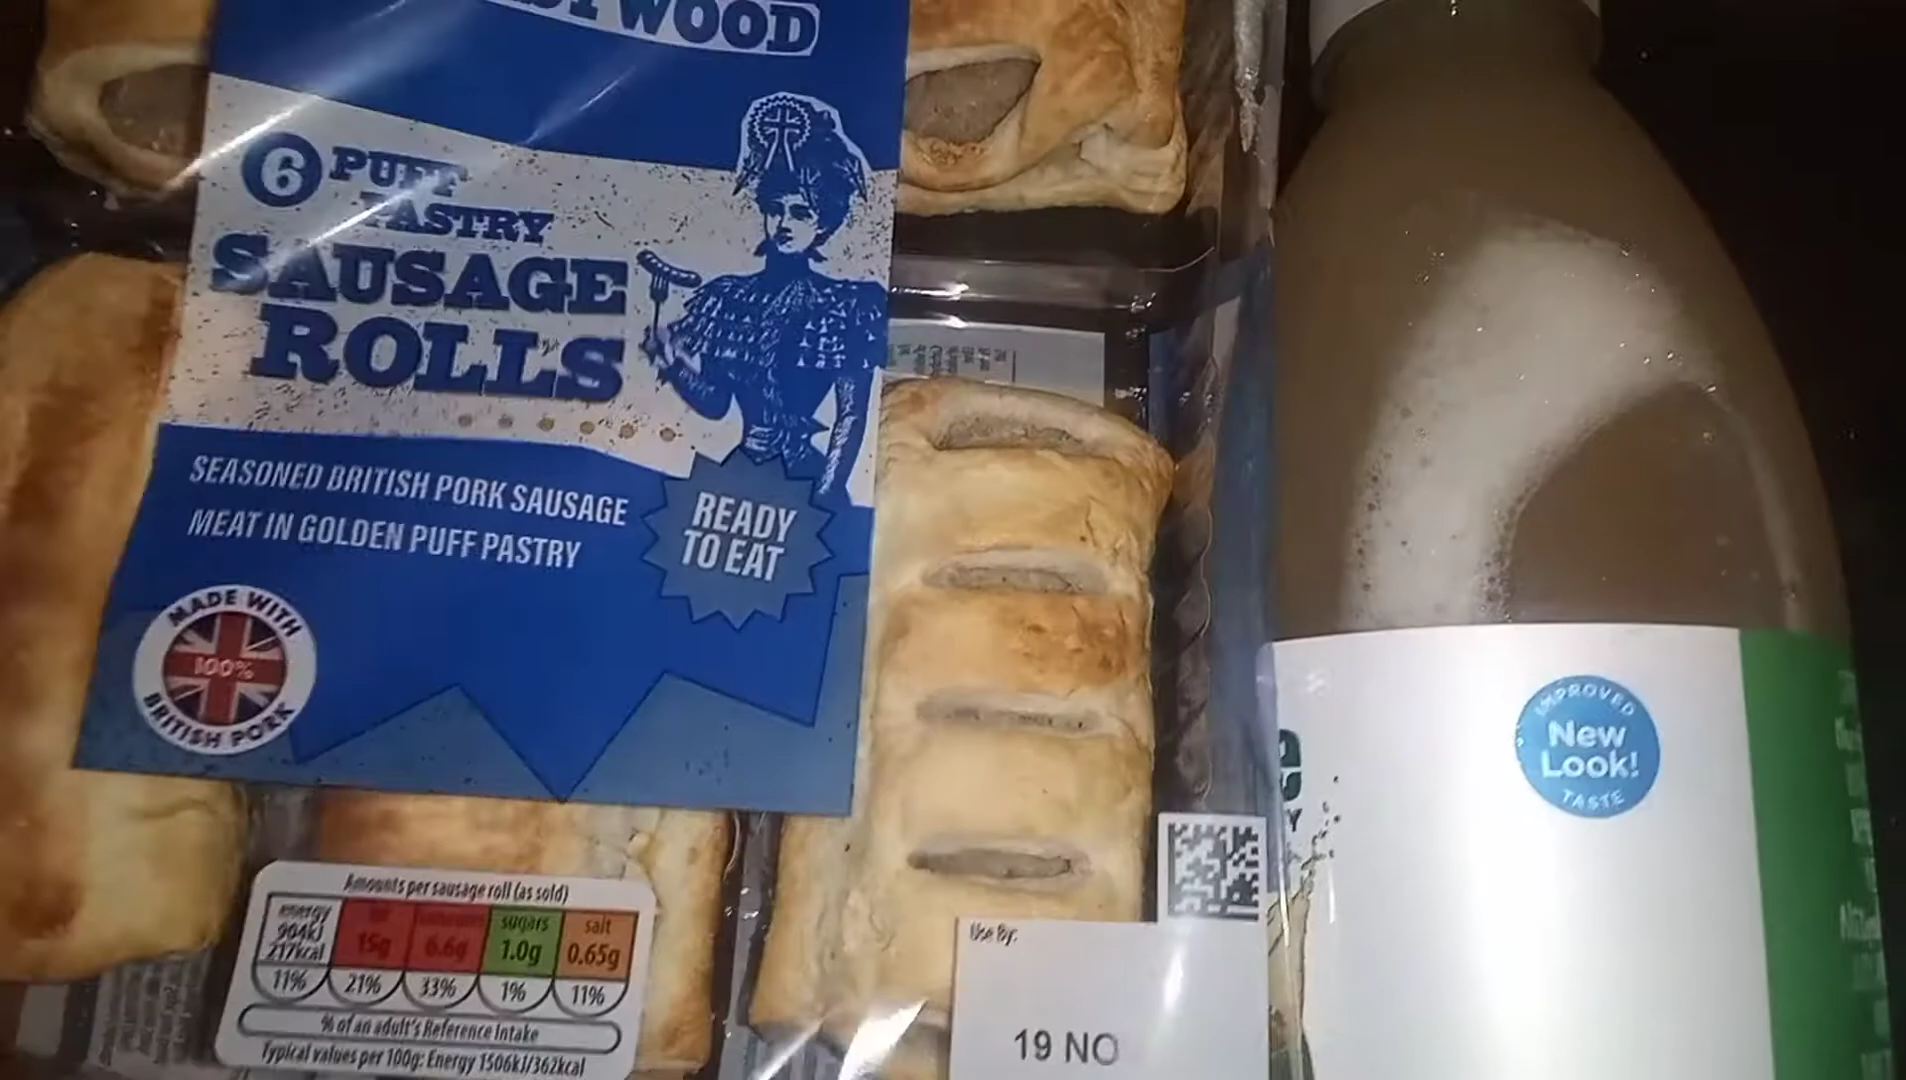 WOOD
6 PUFF
PASTRY
SAUSAGE
ROLLS
SEASONED BRITISH PORK SAUSAGE
MEAT IN GOLDEN PUFF PASTRY
READY
TO EAT
MADE WITH
100%
BRITISH PORK
Amounts per sausage roll (as sold)
energy
904kJ
217kcal
11%
15g
21%
6.6g
33%
sugars
1.0g
1%
salt
0.65g
11%
% of an adult's Reference Intake
Typical values per 100g: Energy 1506kJ/362kcal
Use By:
19 NO
IMPROVED
New
Look!
TASTE